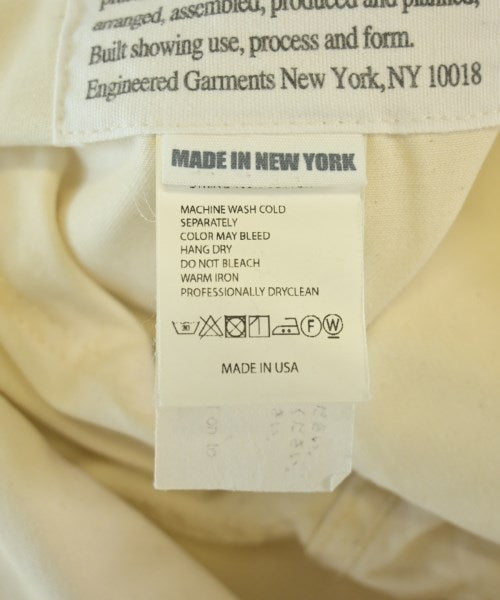 arranged, assembled, produced and planned,
Built showing use, process and form.
Engineered Garments New York, NY 10018
MADE IN NEW YORK
MACHINE WASH COLD
SEPARATELY
COLOR MAY BLEED
HANG DRY
DO NOT BLEACH
WARM IRON
PROFESSIONALLY DRYCLEAN
30
F
W
MADE IN USA